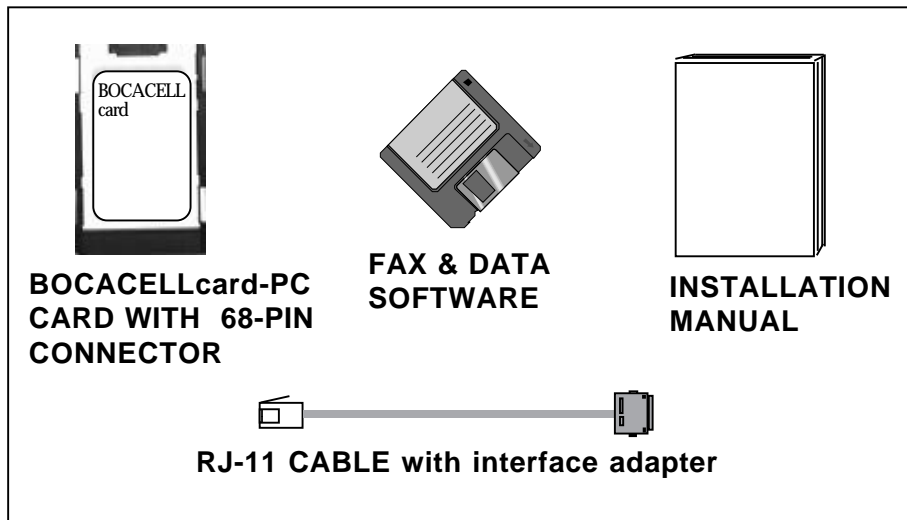 BOCACELL
card
BOCACELLcard-PC
CARD WITH 68-PIN
CONNECTOR
FAX & DATA
SOFTWARE
INSTALLATION
MANUAL
RJ-11 CABLE with interface adapter